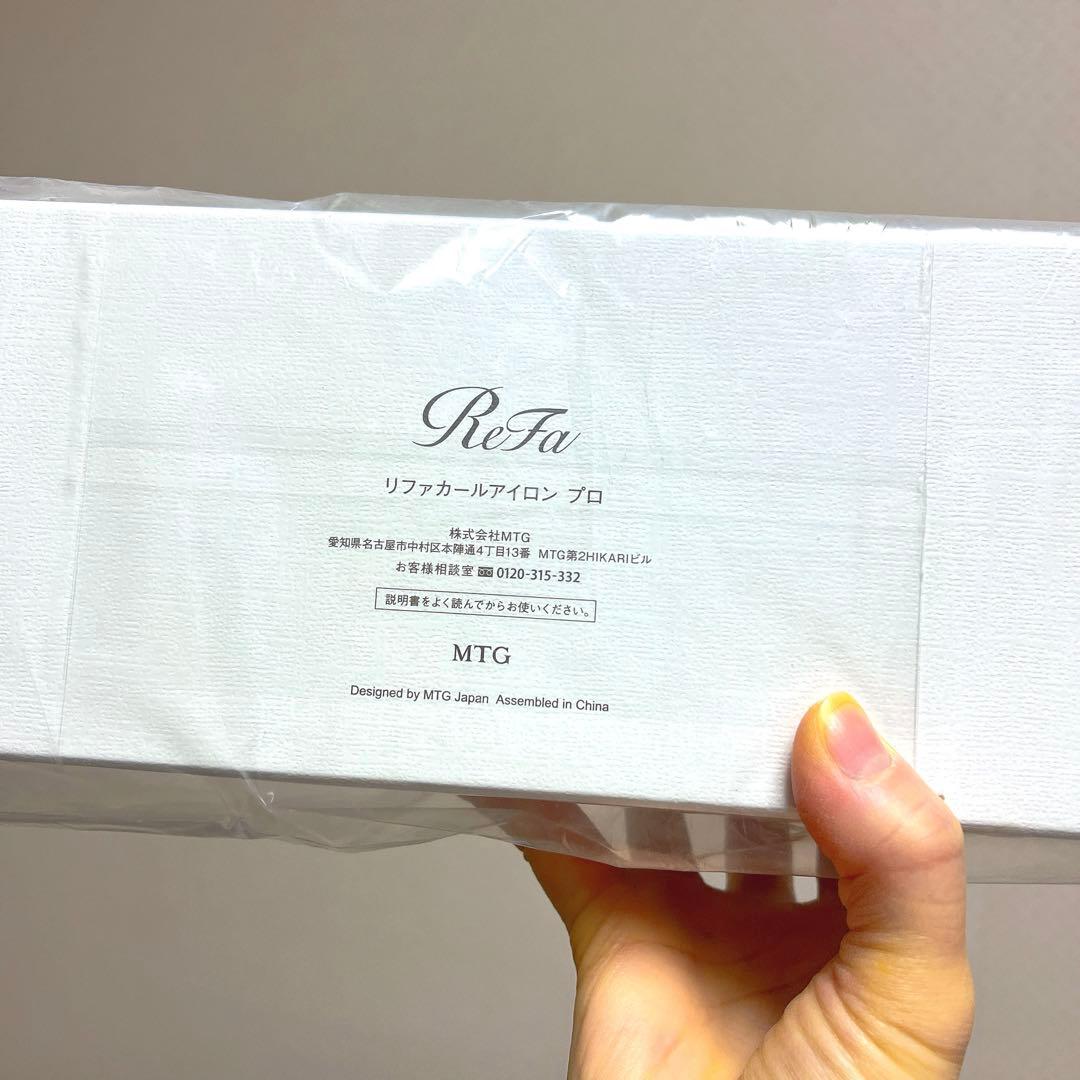 ReFa
リファカールアイロン プロ
株式会社MTG
愛知県名古屋市中村区本陣通4丁目13番 MTG第2HIKARIビル
お客様相談室 0120-315-332
説明書をよく読んでからお使いください。
MTG
Designed by MTG Japan Assembled in China